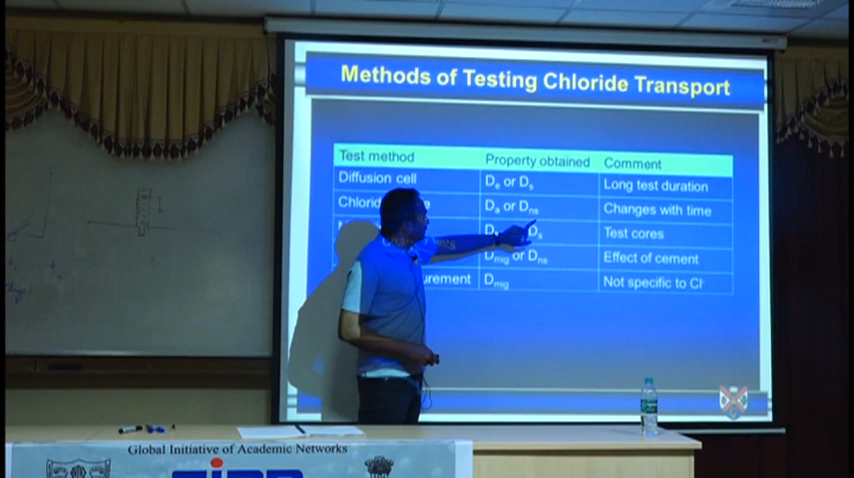 Methods of Testing Chloride Transport
Test method Property obtained Comment
Diffusion cell De or Ds Long test duration
Da or Dns Changes with time
Ds Test cores
Dmig or Dns Effect of cement
Dmig Not specific to Cl-
Global Initiative of Academic Networks